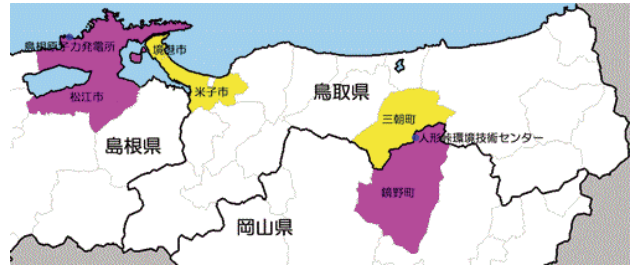 島根原子力発電所
境港市
松江市
米子市
鳥取県
三朝町
人形峠環境技術センター
島根県
鏡野町
岡山県